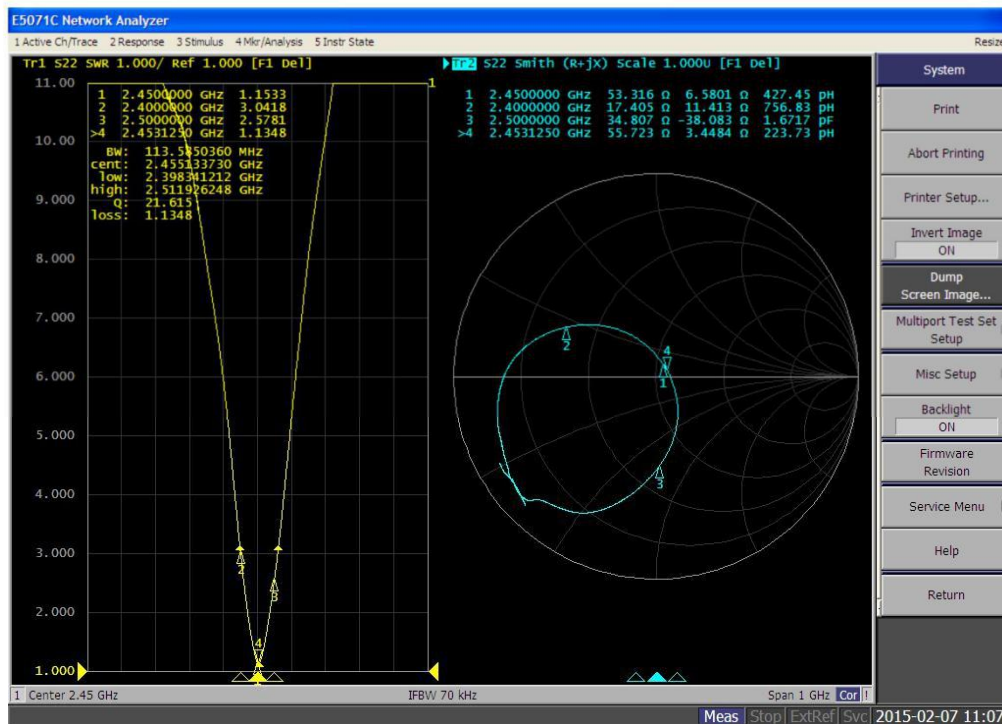 E5071C Network Analyzer
1 Active Ch/Trace 2 Response 3 Stimulus 4 Mkr/Analysis 5 Instr State
Resize
Tr1 S22 SWR 1.000/ Ref 1.000 [F1 Del]
11.00
10.00
9.000
8.000
7.000
6.000
5.000
4.000
3.000
2.000
1.000
1 2.4500000 GHz 1.1533
2 2.4000000 GHz 3.0418
3 2.5000000 GHz 2.5781
>4 2.4531250 GHz 1.1348
BW: 113.5850360 MHz
cent: 2.455133730 GHz
low: 2.398341212 GHz
high: 2.511926248 GHz
Q: 21.615
loss: 1.1348
1
2
3
4
Tr2 S22 Smith (R+jX) Scale 1.000U [F1 Del]
1 2.4500000 GHz 53.316 Ω 6.5801 Ω 427.45 pH
2 2.4000000 GHz 17.405 Ω 11.413 Ω 756.83 pH
3 2.5000000 GHz 34.807 Ω -38.083 Ω 1.6717 pF
>4 2.4531250 GHz 55.723 Ω 3.4484 Ω 223.73 pH
2
4
1
3
System
Print
Abort Printing
Printer Setup...
Invert Image
ON
Dump
Screen Image...
Multiport Test Set
Setup
Misc Setup
Backlight
ON
Firmware
Revision
Service Menu
Help
Return
1 Center 2.45 GHz
IFBW 70 kHz
Span 1 GHz Cor !
Meas Stop ExtRef Svc 2015-02-07 11:07